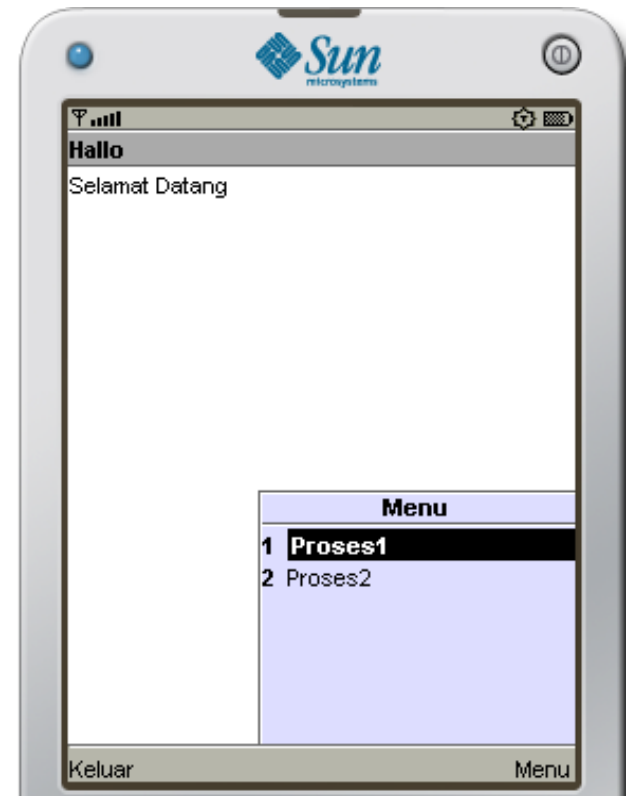 Sun
microsystems
Hallo
Selamat Datang
Menu
1 Proses1
2 Proses2
Keluar Menu